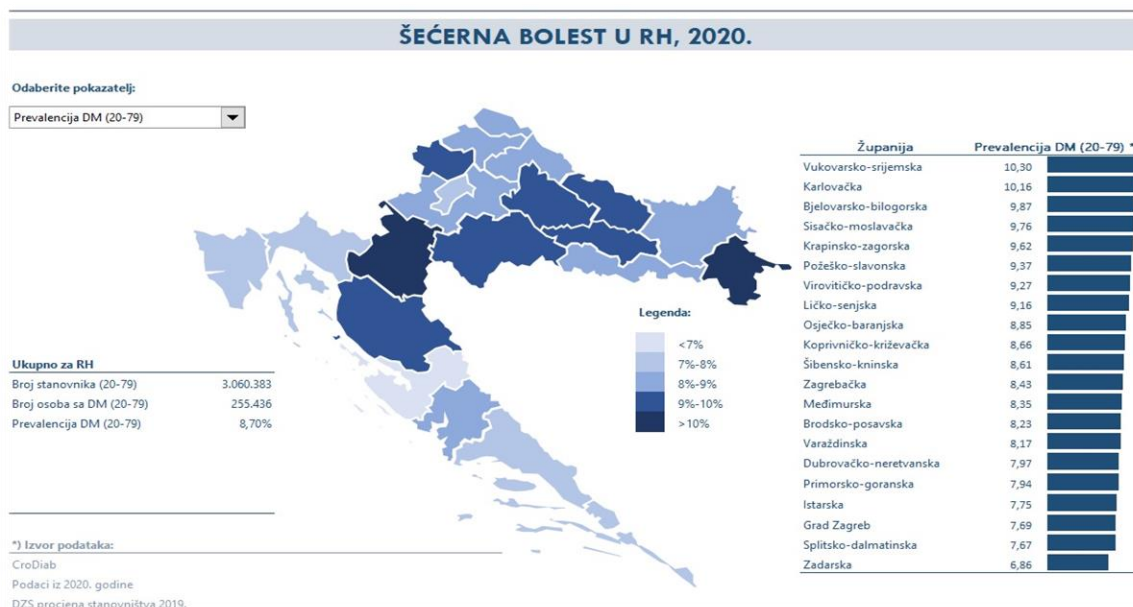 ŠEĆERNA BOLEST U RH, 2020.
Odaberite pokazatelj:
Prevalencija DM (20-79)
Ukupno za RH
Broj stanovnika (20-79) 3.060.383
Broj osoba sa DM (20-79) 255.436
Prevalencija DM (20-79) 8,70%
*) Izvor podataka:
CroDiab
Podaci iz 2020. godine
DZS procjena stanovništva 2019.
Legenda:
<7%
7%-8%
8%-9%
9%-10%
>10%
Županija Prevalencija DM (20-79) *
Vukovarsko-srijemska 10,30
Karlovačka 10,16
Bjelovarsko-bilogorska 9,87
Sisačko-moslavačka 9,76
Krapinsko-zagorska 9,62
Požeško-slavonska 9,37
Virovitičko-podravska 9,27
Ličko-senjska 9,16
Osječko-baranjska 8,85
Koprivničko-križevačka 8,66
Šibensko-kninska 8,61
Zagrebačka 8,43
Međimurska 8,35
Brodsko-posavska 8,23
Varaždinska 8,17
Dubrovačko-neretvanska 7,97
Primorsko-goranska 7,94
Istarska 7,75
Grad Zagreb 7,69
Splitsko-dalmatinska 7,67
Zadarska 6,86